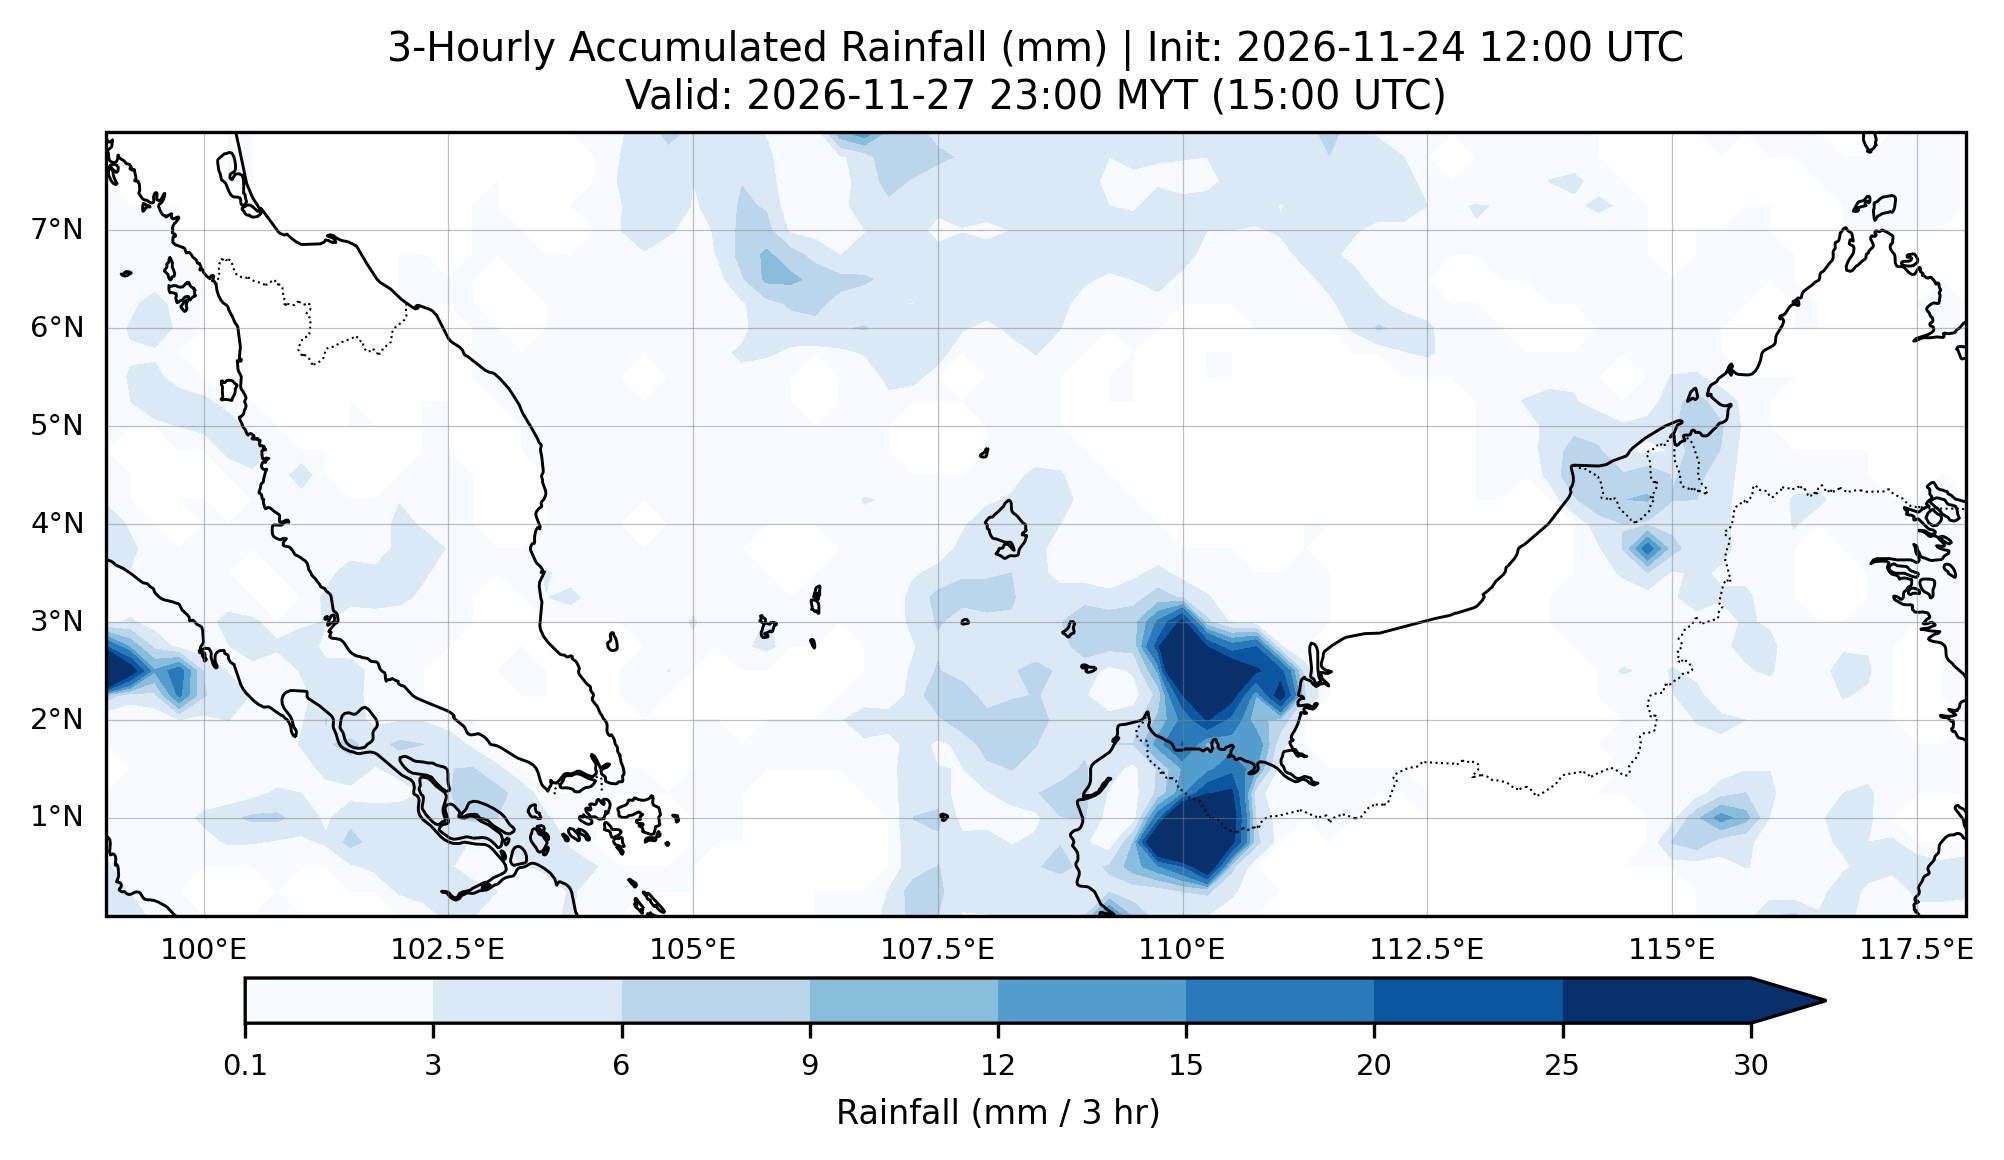 3-Hourly Accumulated Rainfall (mm) | Init: 2026-11-24 12:00 UTC
Valid: 2026-11-27 23:00 MYT (15:00 UTC)
7°N
6°N
5°N
4°N
3°N
2°N
1°N
100°E 102.5°E 105°E 107.5°E 110°E 112.5°E 115°E 117.5°E
0.1 3 6 9 12 15 20 25 30
Rainfall (mm / 3 hr)